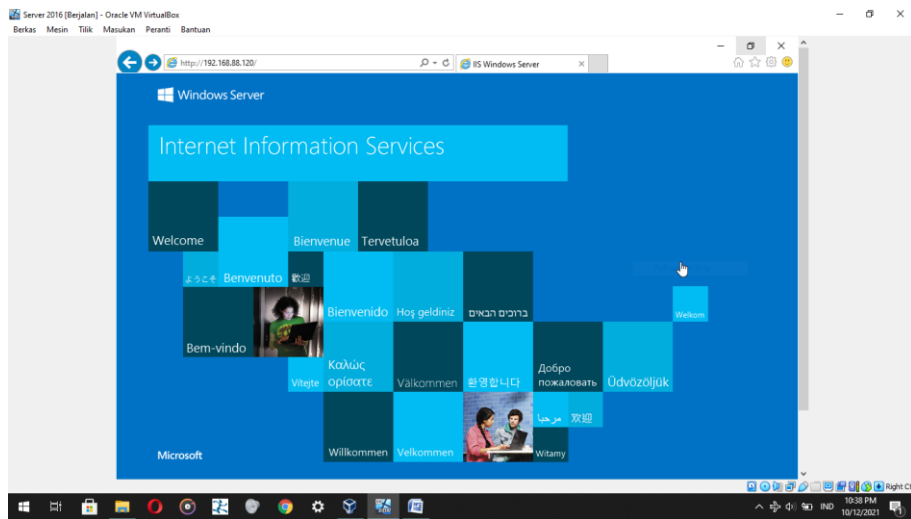 Server 2016 [Berjalan] - Oracle VM VirtualBox
Berkas Mesin Tilik Masukan Peranti Bantuan
http://192.168.88.120/
IIS Windows Server
Windows Server
Internet Information Services
Welcome
Bienvenue
Tervetuloa
ようこそ
Benvenuto
歡迎
Bienvenido
Hoş geldiniz
ברוכים הבאים
Welkom
Bem-vindo
Vítejte
Καλώς
ορίσατε
Välkommen
환영합니다
Добро
пожаловать
Üdvözöljük
مرحبا
欢迎
Microsoft
Willkommen
Velkommen
Witamy
Right Ct
IND
10:38 PM
10/12/2021